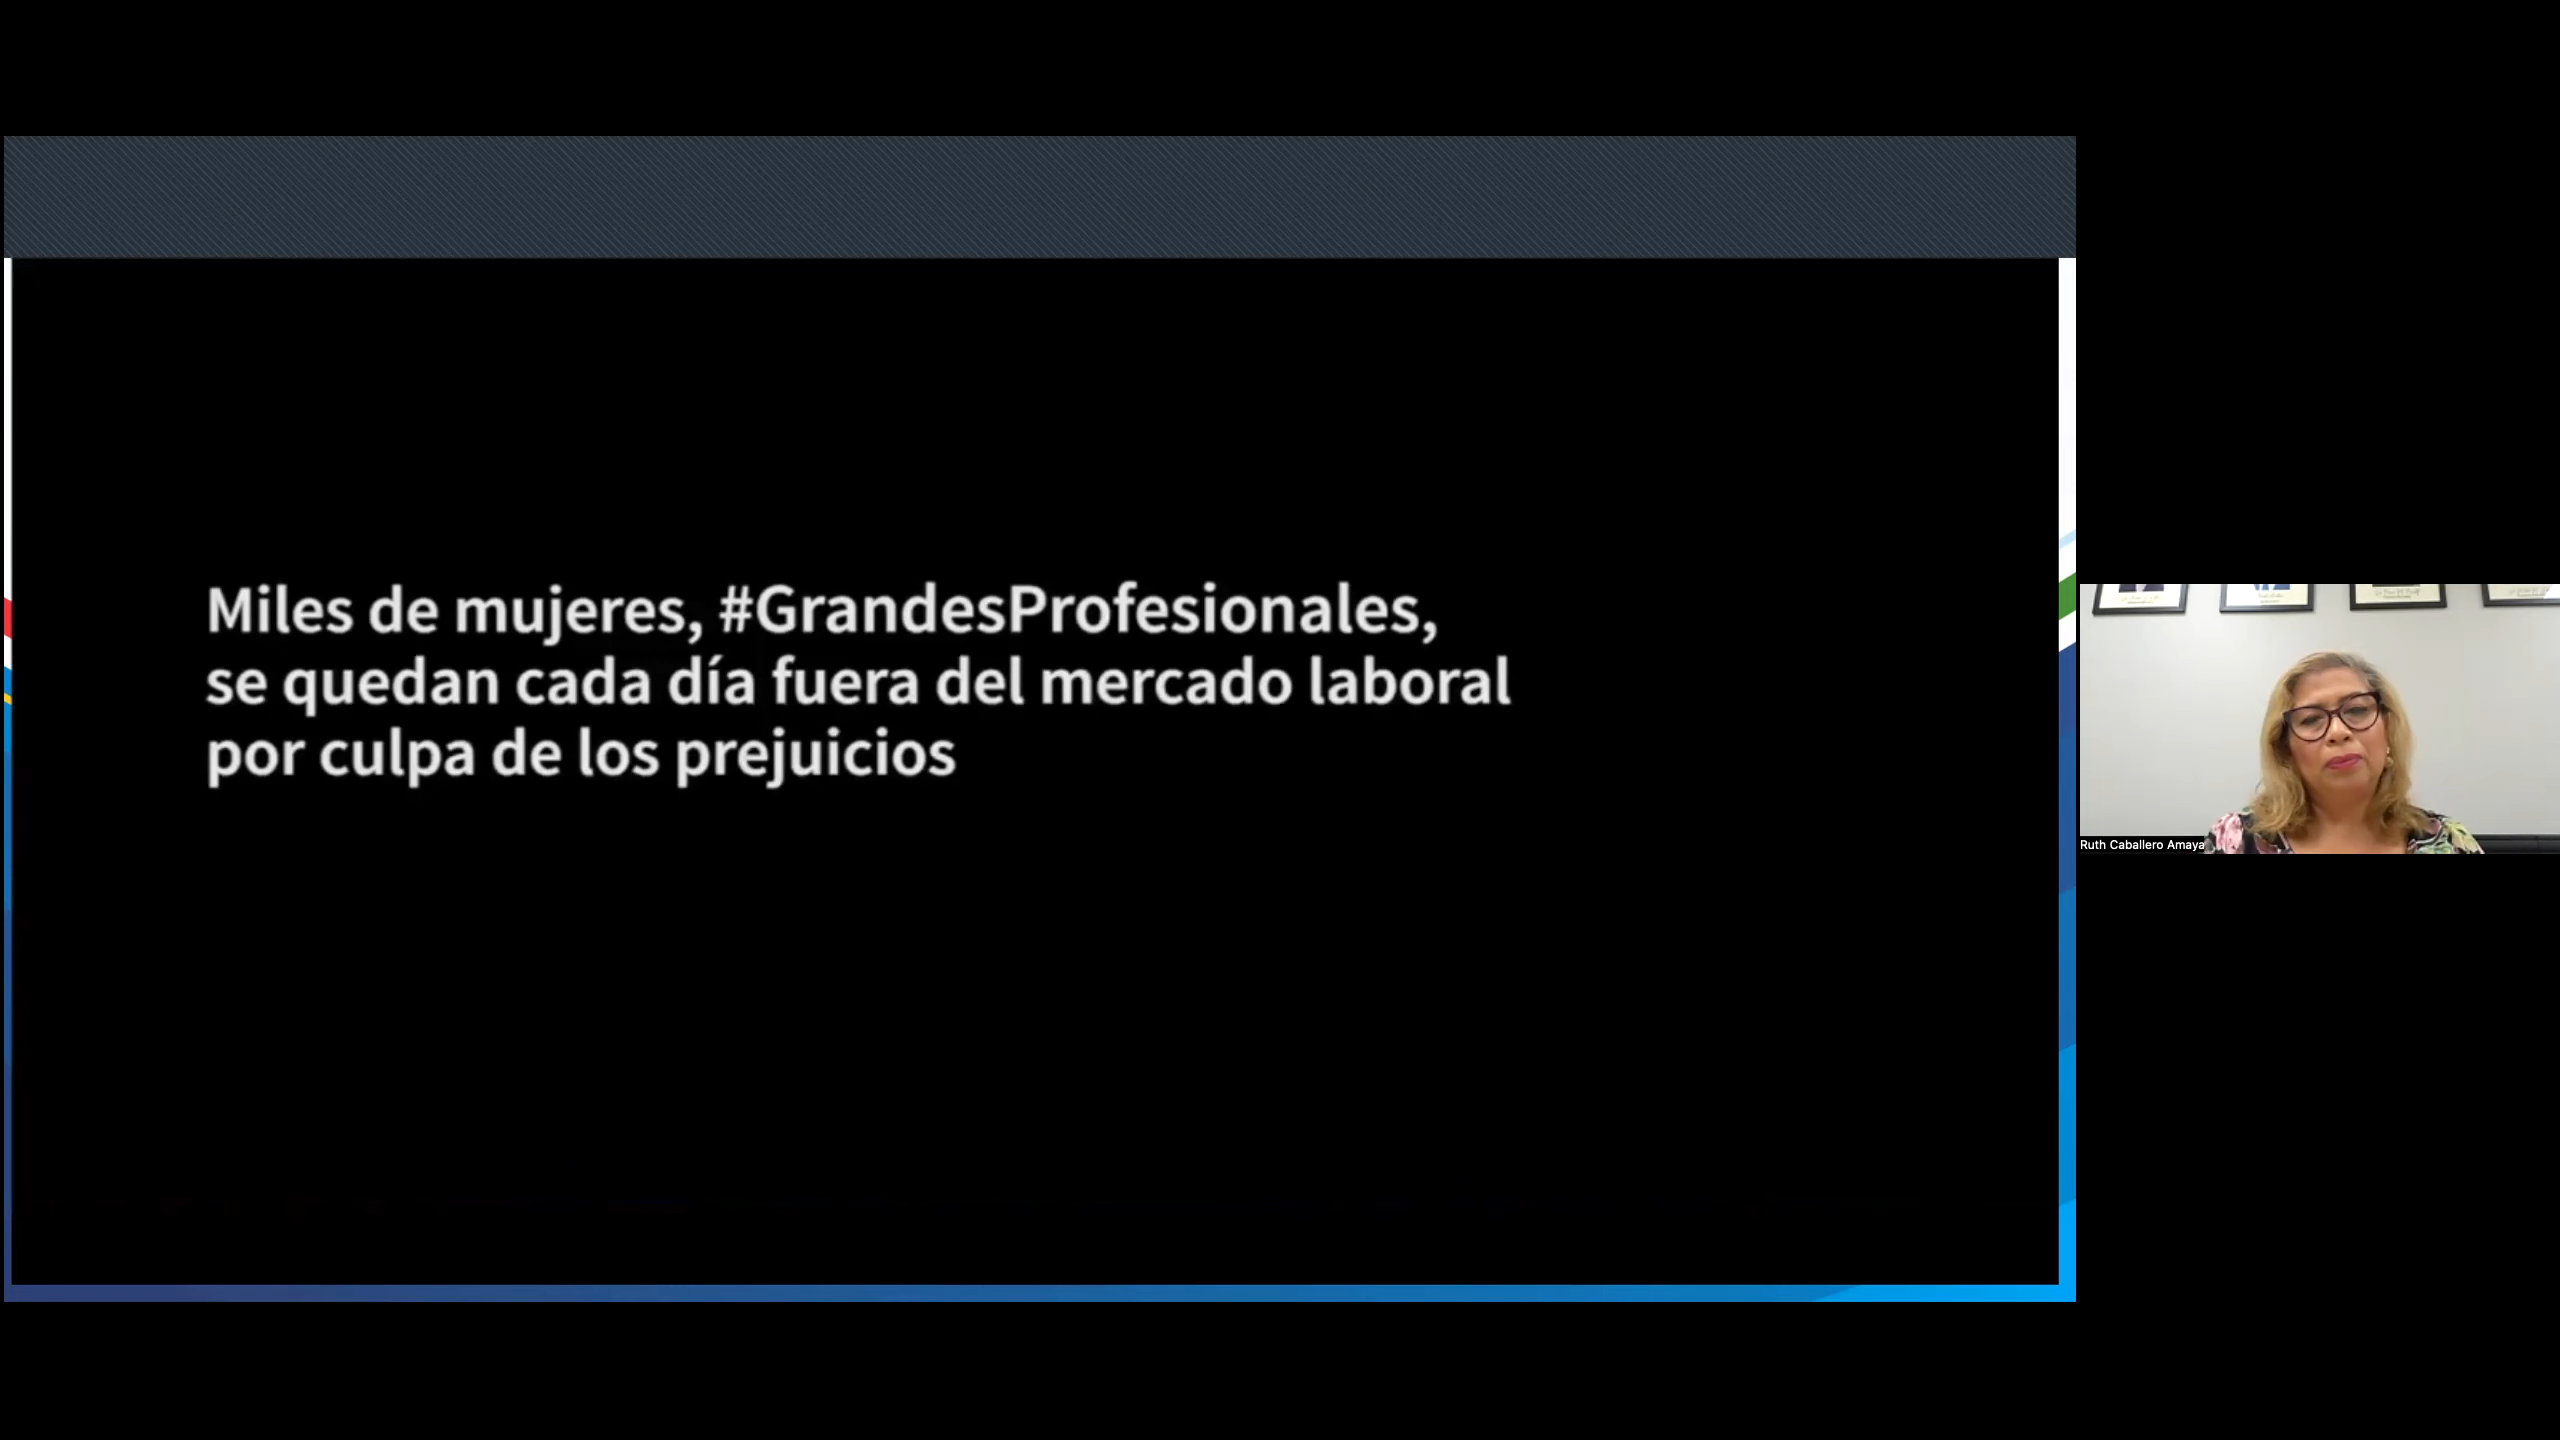 Miles de mujeres, #GrandesProfesionales,
se quedan cada día fuera del mercado laboral
por culpa de los prejuicios
Ruth Caballero Amaya